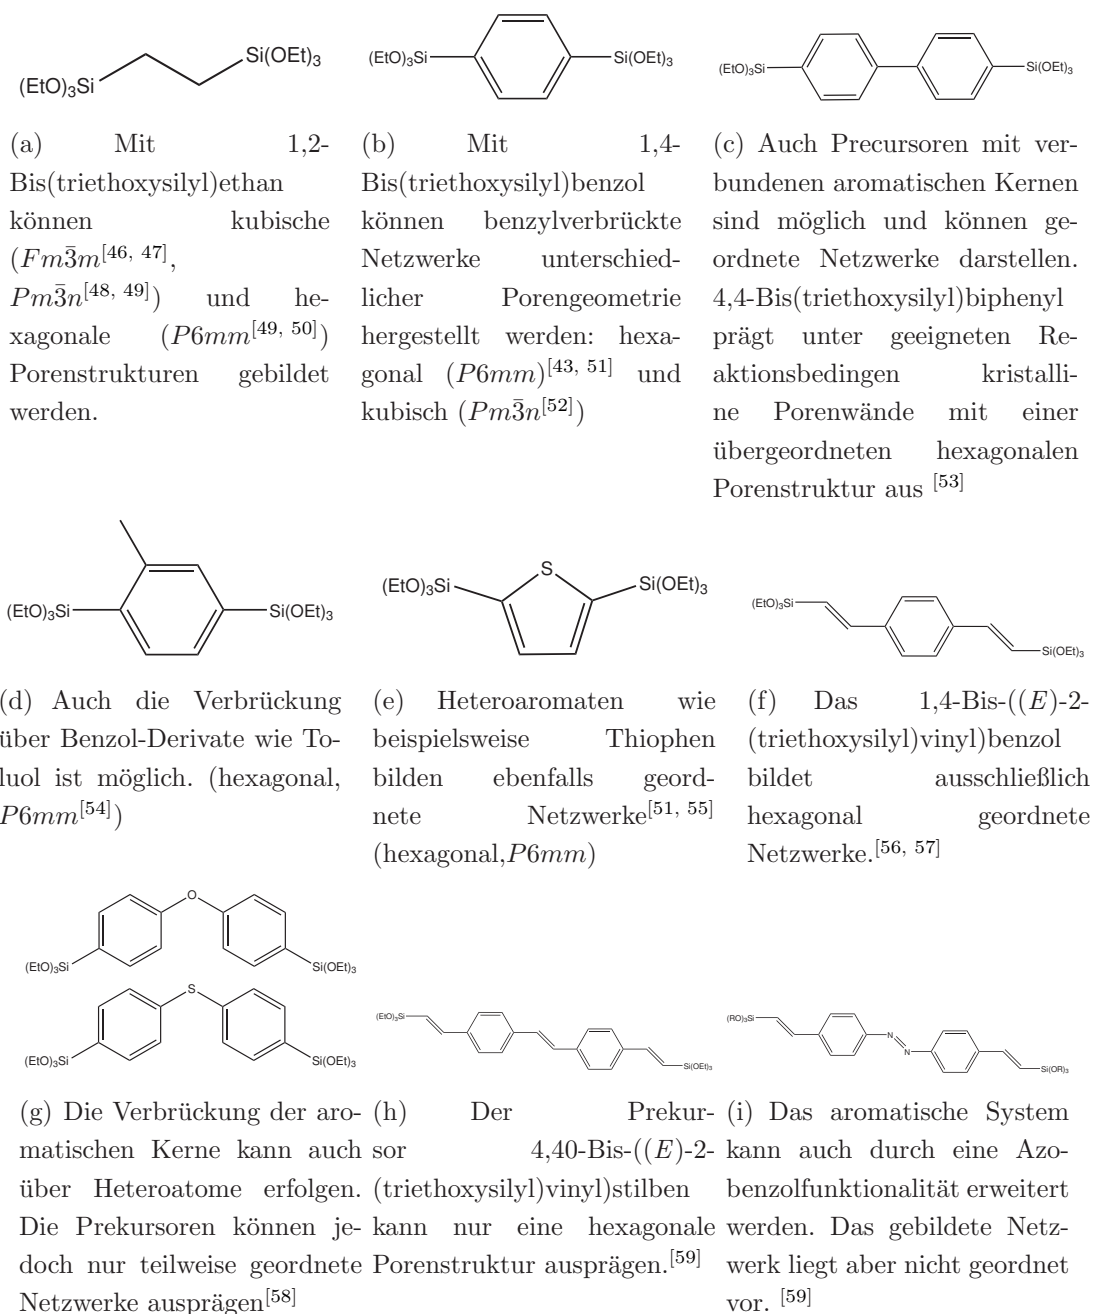 (EtO)3Si
Si(OEt)3
(a) Mit 1,2-
Bis(triethoxysilyl)ethan
können kubische
(Fm3̄m[46, 47],
Pm3̄n[48, 49]) und he-
xagonale (P6mm[49, 50])
Porenstrukturen gebildet
werden.
(EtO)3Si
Si(OEt)3
(b) Mit 1,4-
Bis(triethoxysilyl)benzol
können benzylverbrückte
Netzwerke unterschied-
licher Porengeometrie
hergestellt werden: hexa-
gonal (P6mm)[43, 51] und
kubisch (Pm3̄n[52])
(EtO)3Si
Si(OEt)3
(c) Auch Precursoren mit ver-
bundenen aromatischen Kernen
sind möglich und können ge-
ordnete Netzwerke darstellen.
4,4-Bis(triethoxysilyl)biphenyl
prägt unter geeigneten Re-
aktionsbedingen kristalli-
ne Porenwände mit einer
übergeordneten hexagonalen
Porenstruktur aus [53]
(EtO)3Si
Si(OEt)3
(d) Auch die Verbrückung
über Benzol-Derivate wie To-
luol ist möglich. (hexagonal,
P6mm[54])
(EtO)3Si
S
Si(OEt)3
(e) Heteroaromaten wie
beispielsweise Thiophen
bilden ebenfalls geord-
nete Netzwerke[51, 55]
(hexagonal,P6mm)
(EtO)3Si
Si(OEt)3
(f) Das 1,4-Bis-((E)-2-
(triethoxysilyl)vinyl)benzol
bildet ausschließlich
hexagonal geordnete
Netzwerke.[56, 57]
O
(EtO)3Si
Si(OEt)3
S
(EtO)3Si
Si(OEt)3
(g) Die Verbrückung der aro-
matischen Kerne kann auch
über Heteroatome erfolgen.
Die Prekursoren können je-
doch nur teilweise geordnete
Netzwerke ausprägen[58]
(EtO)3Si
Si(OEt)3
(h) Der Prekur-
sor 4,40-Bis-((E)-2-
(triethoxysilyl)vinyl)stilben
kann nur eine hexagonale
Porenstruktur ausprägen.[59]
(RO)3Si
N
N
Si(OR)3
(i) Das aromatische System
kann auch durch eine Azo-
benzolfunktionalität erweitert
werden. Das gebildete Netz-
werk liegt aber nicht geordnet
vor. [59]